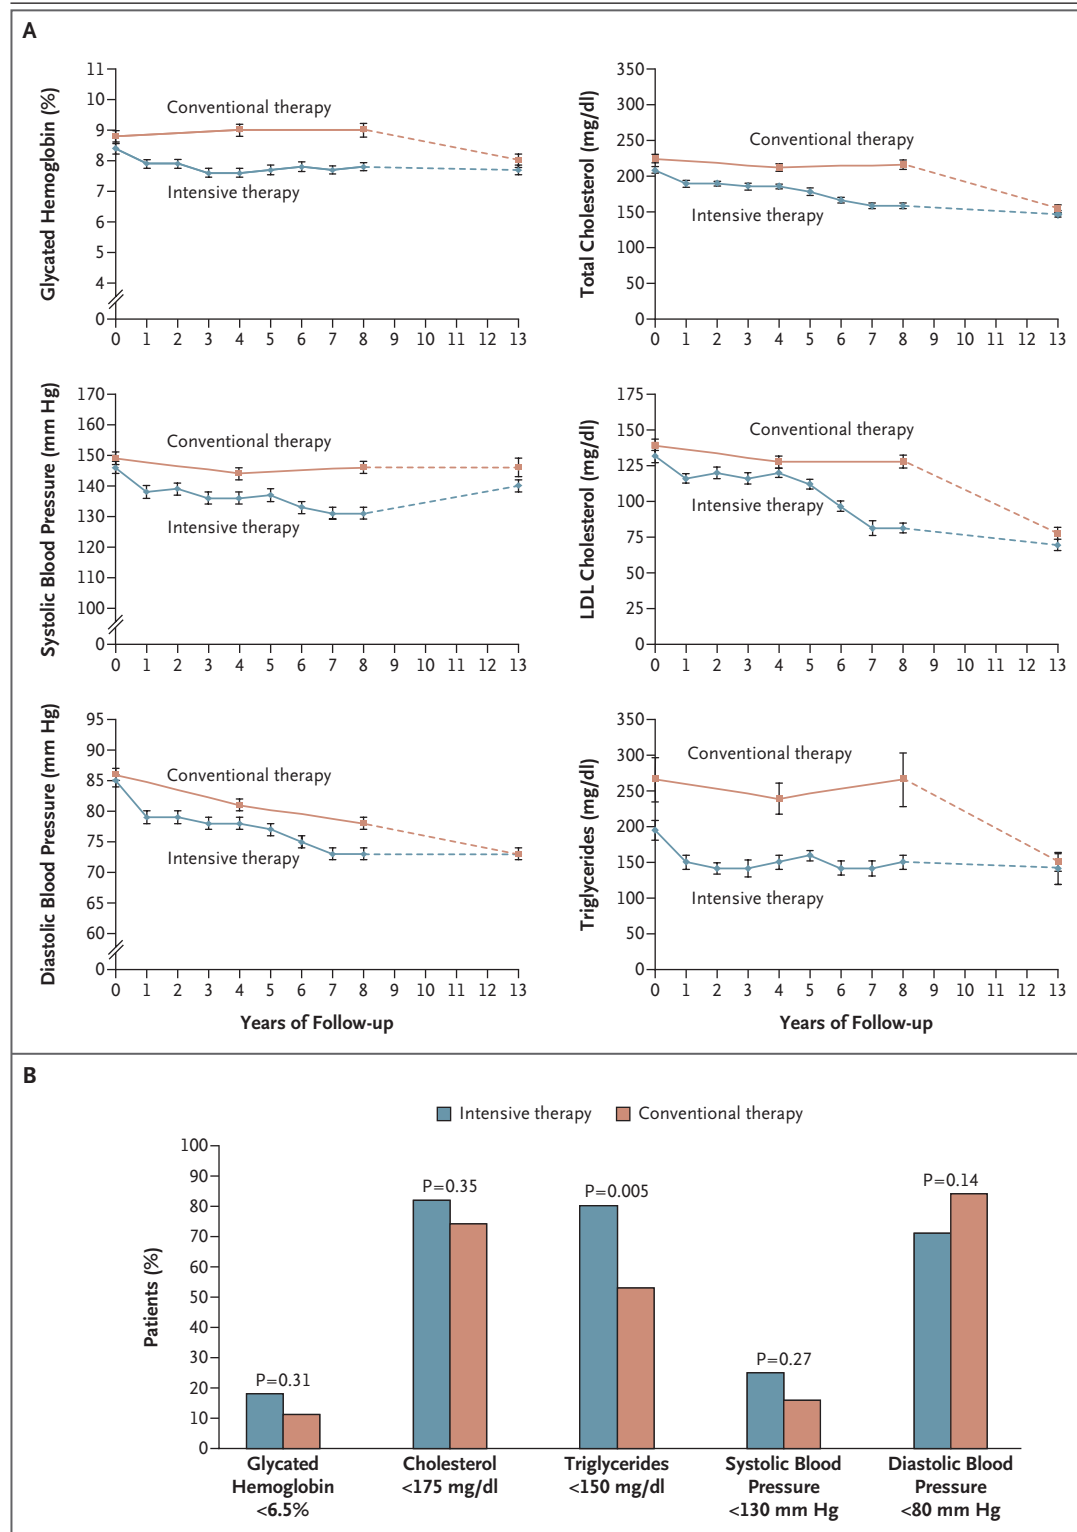 A
Glycated Hemoglobin (%)
11
10
9
8
7
6
5
4
0
Conventional therapy
Intensive therapy
0 1 2 3 4 5 6 7 8 9 10 11 12 13
Total Cholesterol (mg/dl)
350
300
250
200
150
100
50
0
Conventional therapy
Intensive therapy
0 1 2 3 4 5 6 7 8 9 10 11 12 13
Systolic Blood Pressure (mm Hg)
170
160
150
140
130
120
110
100
0
Conventional therapy
Intensive therapy
0 1 2 3 4 5 6 7 8 9 10 11 12 13
LDL Cholesterol (mg/dl)
175
150
125
100
75
50
25
0
Conventional therapy
Intensive therapy
0 1 2 3 4 5 6 7 8 9 10 11 12 13
Diastolic Blood Pressure (mm Hg)
95
90
85
80
75
70
65
60
0
Conventional therapy
Intensive therapy
0 1 2 3 4 5 6 7 8 9 10 11 12 13
Years of Follow-up
Triglycerides (mg/dl)
350
300
250
200
150
100
50
0
Conventional therapy
Intensive therapy
0 1 2 3 4 5 6 7 8 9 10 11 12 13
Years of Follow-up
B
Intensive therapy Conventional therapy
Patients (%)
100
90
80
70
60
50
40
30
20
10
0
P=0.31
P=0.35
P=0.005
P=0.27
P=0.14
Glycated
Hemoglobin
<6.5%
Cholesterol
<175 mg/dl
Triglycerides
<150 mg/dl
Systolic Blood
Pressure
<130 mm Hg
Diastolic Blood
Pressure
<80 mm Hg